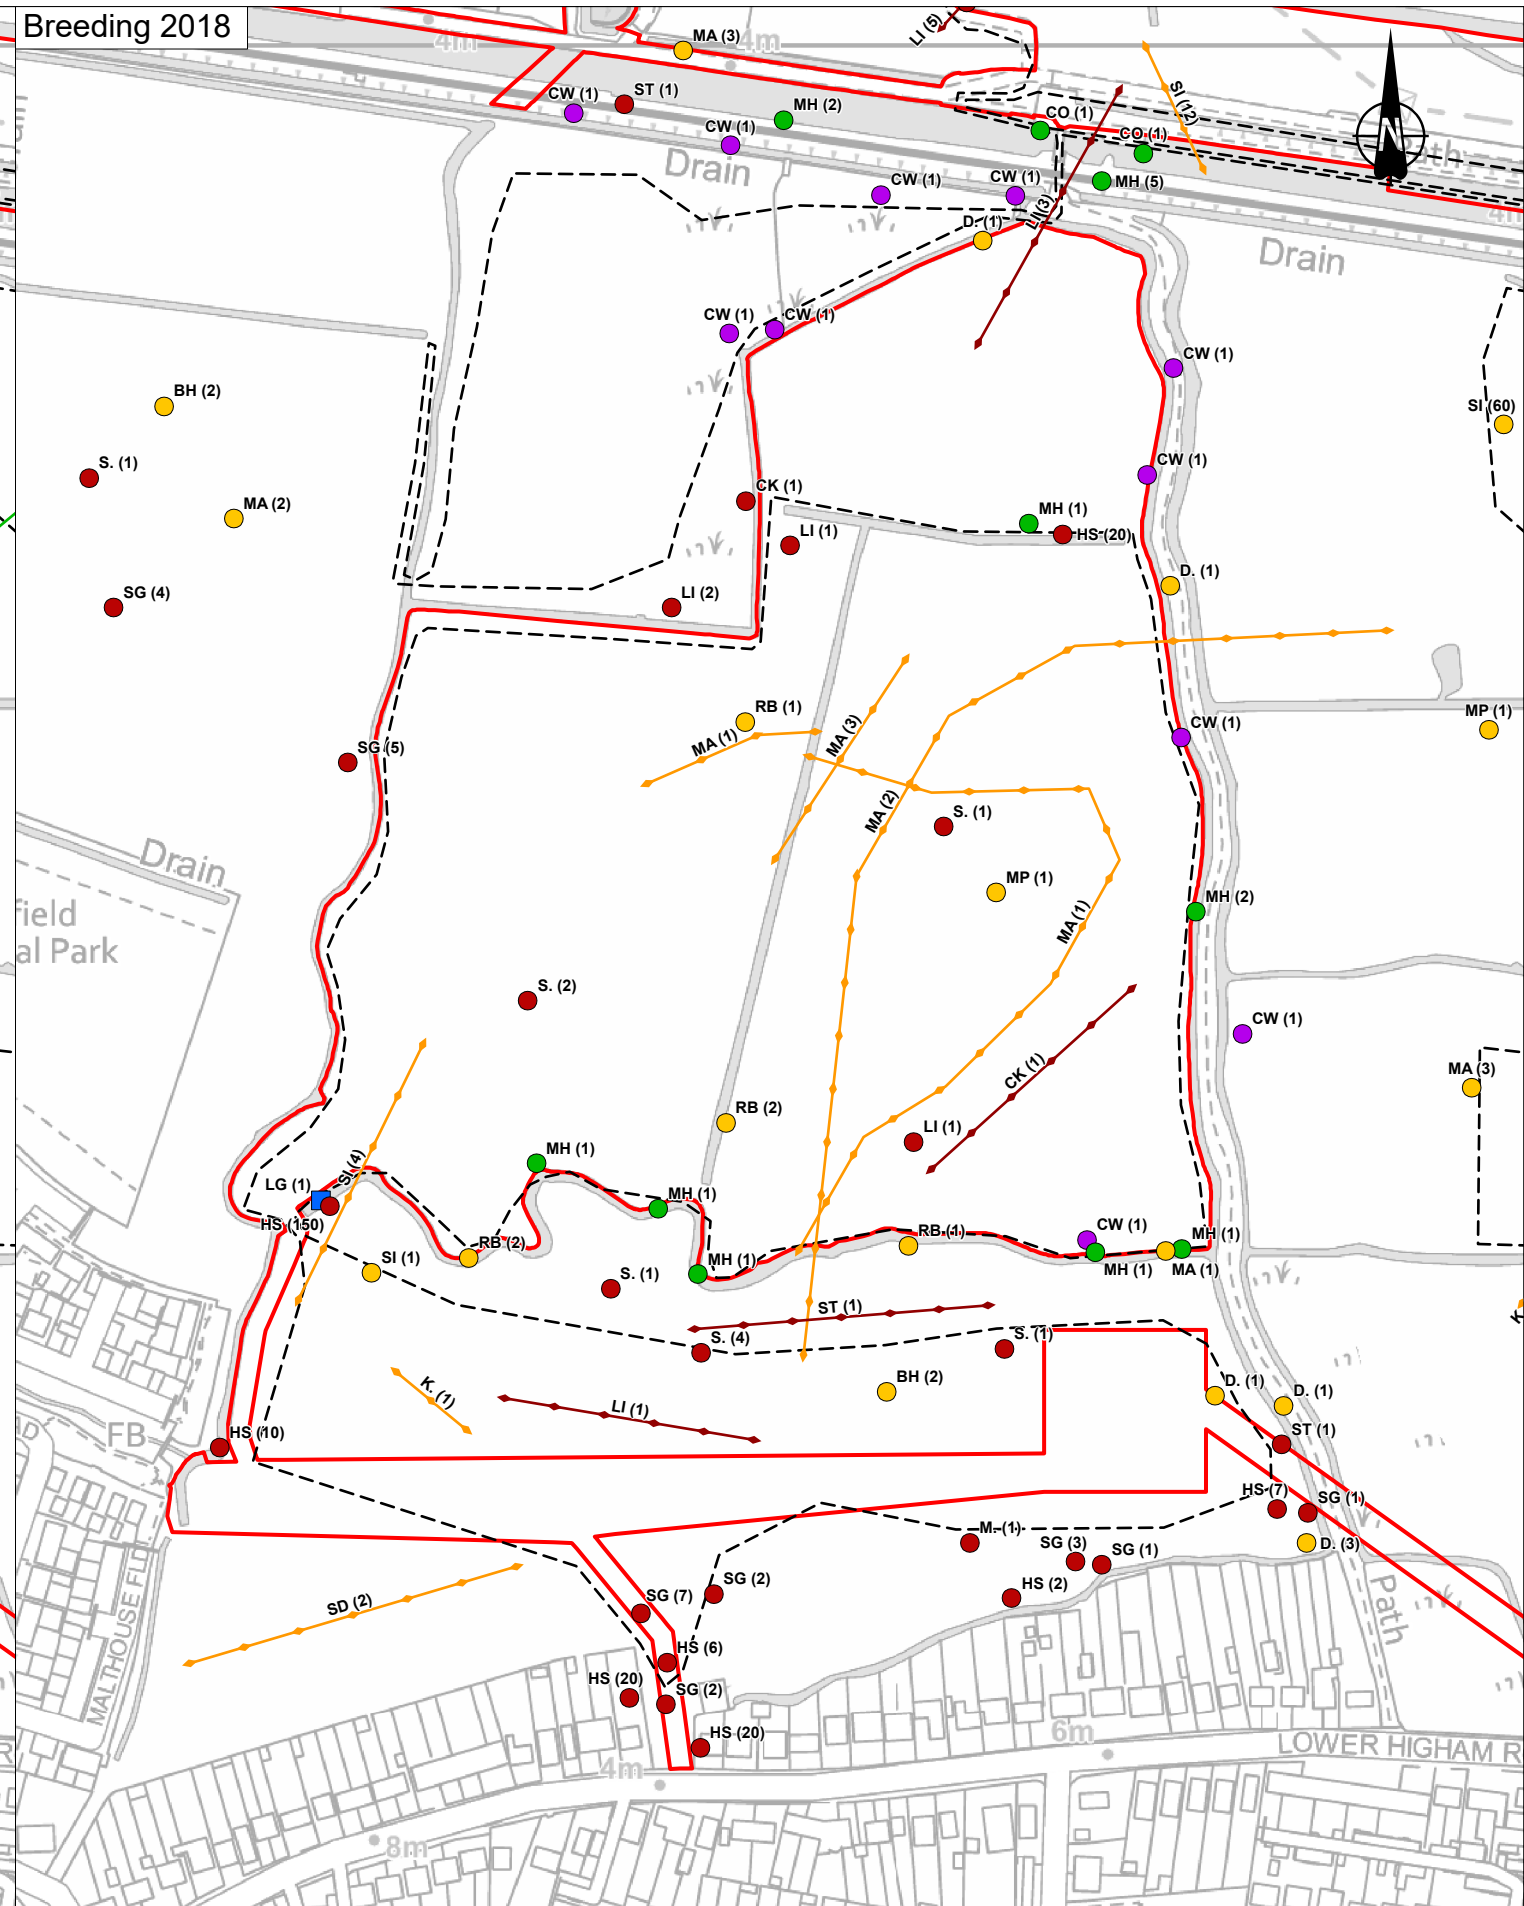 Breeding 2018
LI (5)
4m
MA (3)
4m
SI (12)
CW (1)
ST (1)
MH (2)
CO (1)
CO (1)
N
CW (1)
Drain
Path
CW (1)
CW (1)
MH (5)
4m
D. (1)
LI (3)
Drain
CW (1)
CW (1)
CW (1)
BH (2)
SI (60)
S. (1)
CW (1)
CK (1)
MA (2)
MH (1)
LI (1)
HS (20)
D. (1)
SG (4)
LI (2)
RB (1)
MP (1)
MA (1)
MA (3)
CW (1)
SG (5)
MA (2)
S. (1)
Drain
MP (1)
field
al Park
MA (1)
MH (2)
S. (2)
CW (1)
CK (1)
MA (3)
RB (2)
LI (1)
MH (1)
SI (4)
LG (1)
MH (1)
HS (150)
CW (1)
RB (1)
MH (1)
RB (2)
SI (1)
MH (1)
MH (1)
MA (1)
S. (1)
ST (1)
K
S. (4)
S. (1)
K. (1)
BH (2)
D. (1)
D. (1)
LI (1)
FB
HS (10)
ST (1)
HS (7)
SG (1)
M. (1)
SG (3)
SG (1)
D. (3)
SD (2)
SG (7)
SG (2)
HS (2)
Path
MALTHOUSE FLD
HS (6)
HS (20)
SG (2)
HS (20)
6m
LOWER HIGHAM R
4m
8m